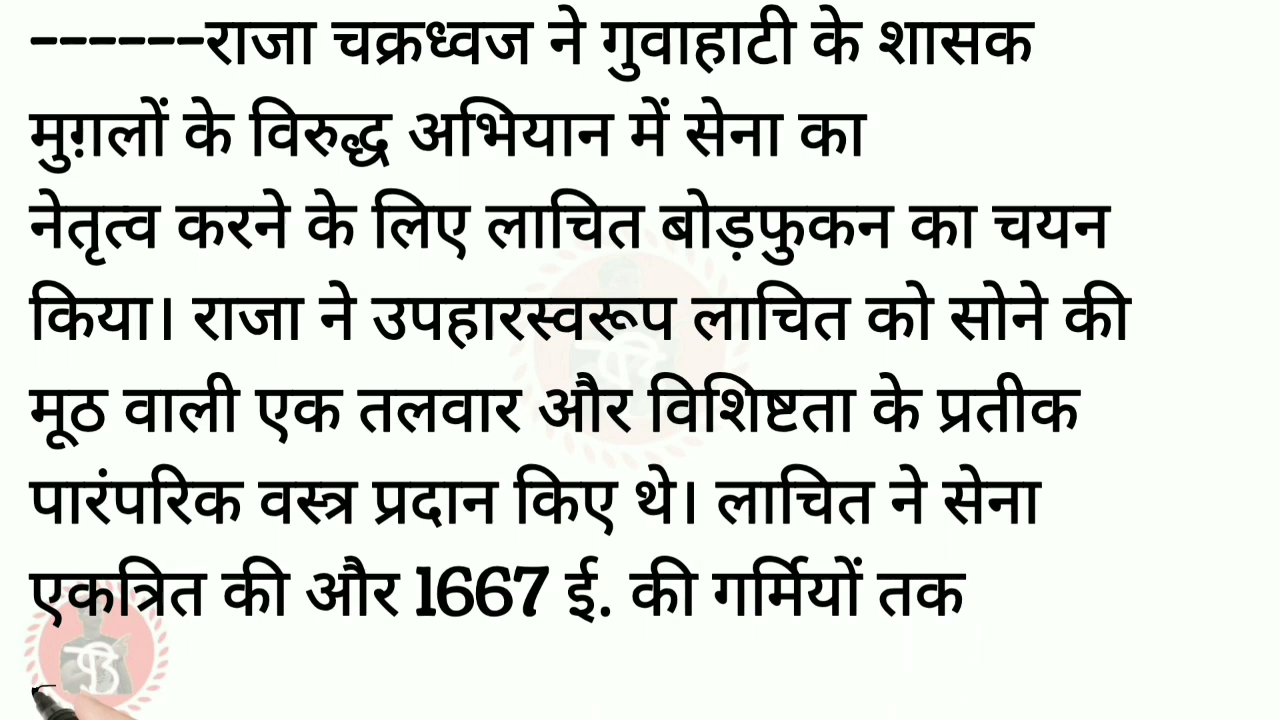 ------राजा चक्रध्वज ने गुवाहाटी के शासक
मुग़लों के विरुद्ध अभियान में सेना का
नेतृत्व करने के लिए लाचित बोड़फुकन का चयन
किया। राजा ने उपहारस्वरूप लाचित को सोने की
मूठ वाली एक तलवार और विशिष्टता के प्रतीक
पारंपरिक वस्त्र प्रदान किए थे। लाचित ने सेना
एकत्रित की और 1667 ई. की गर्मियों तक